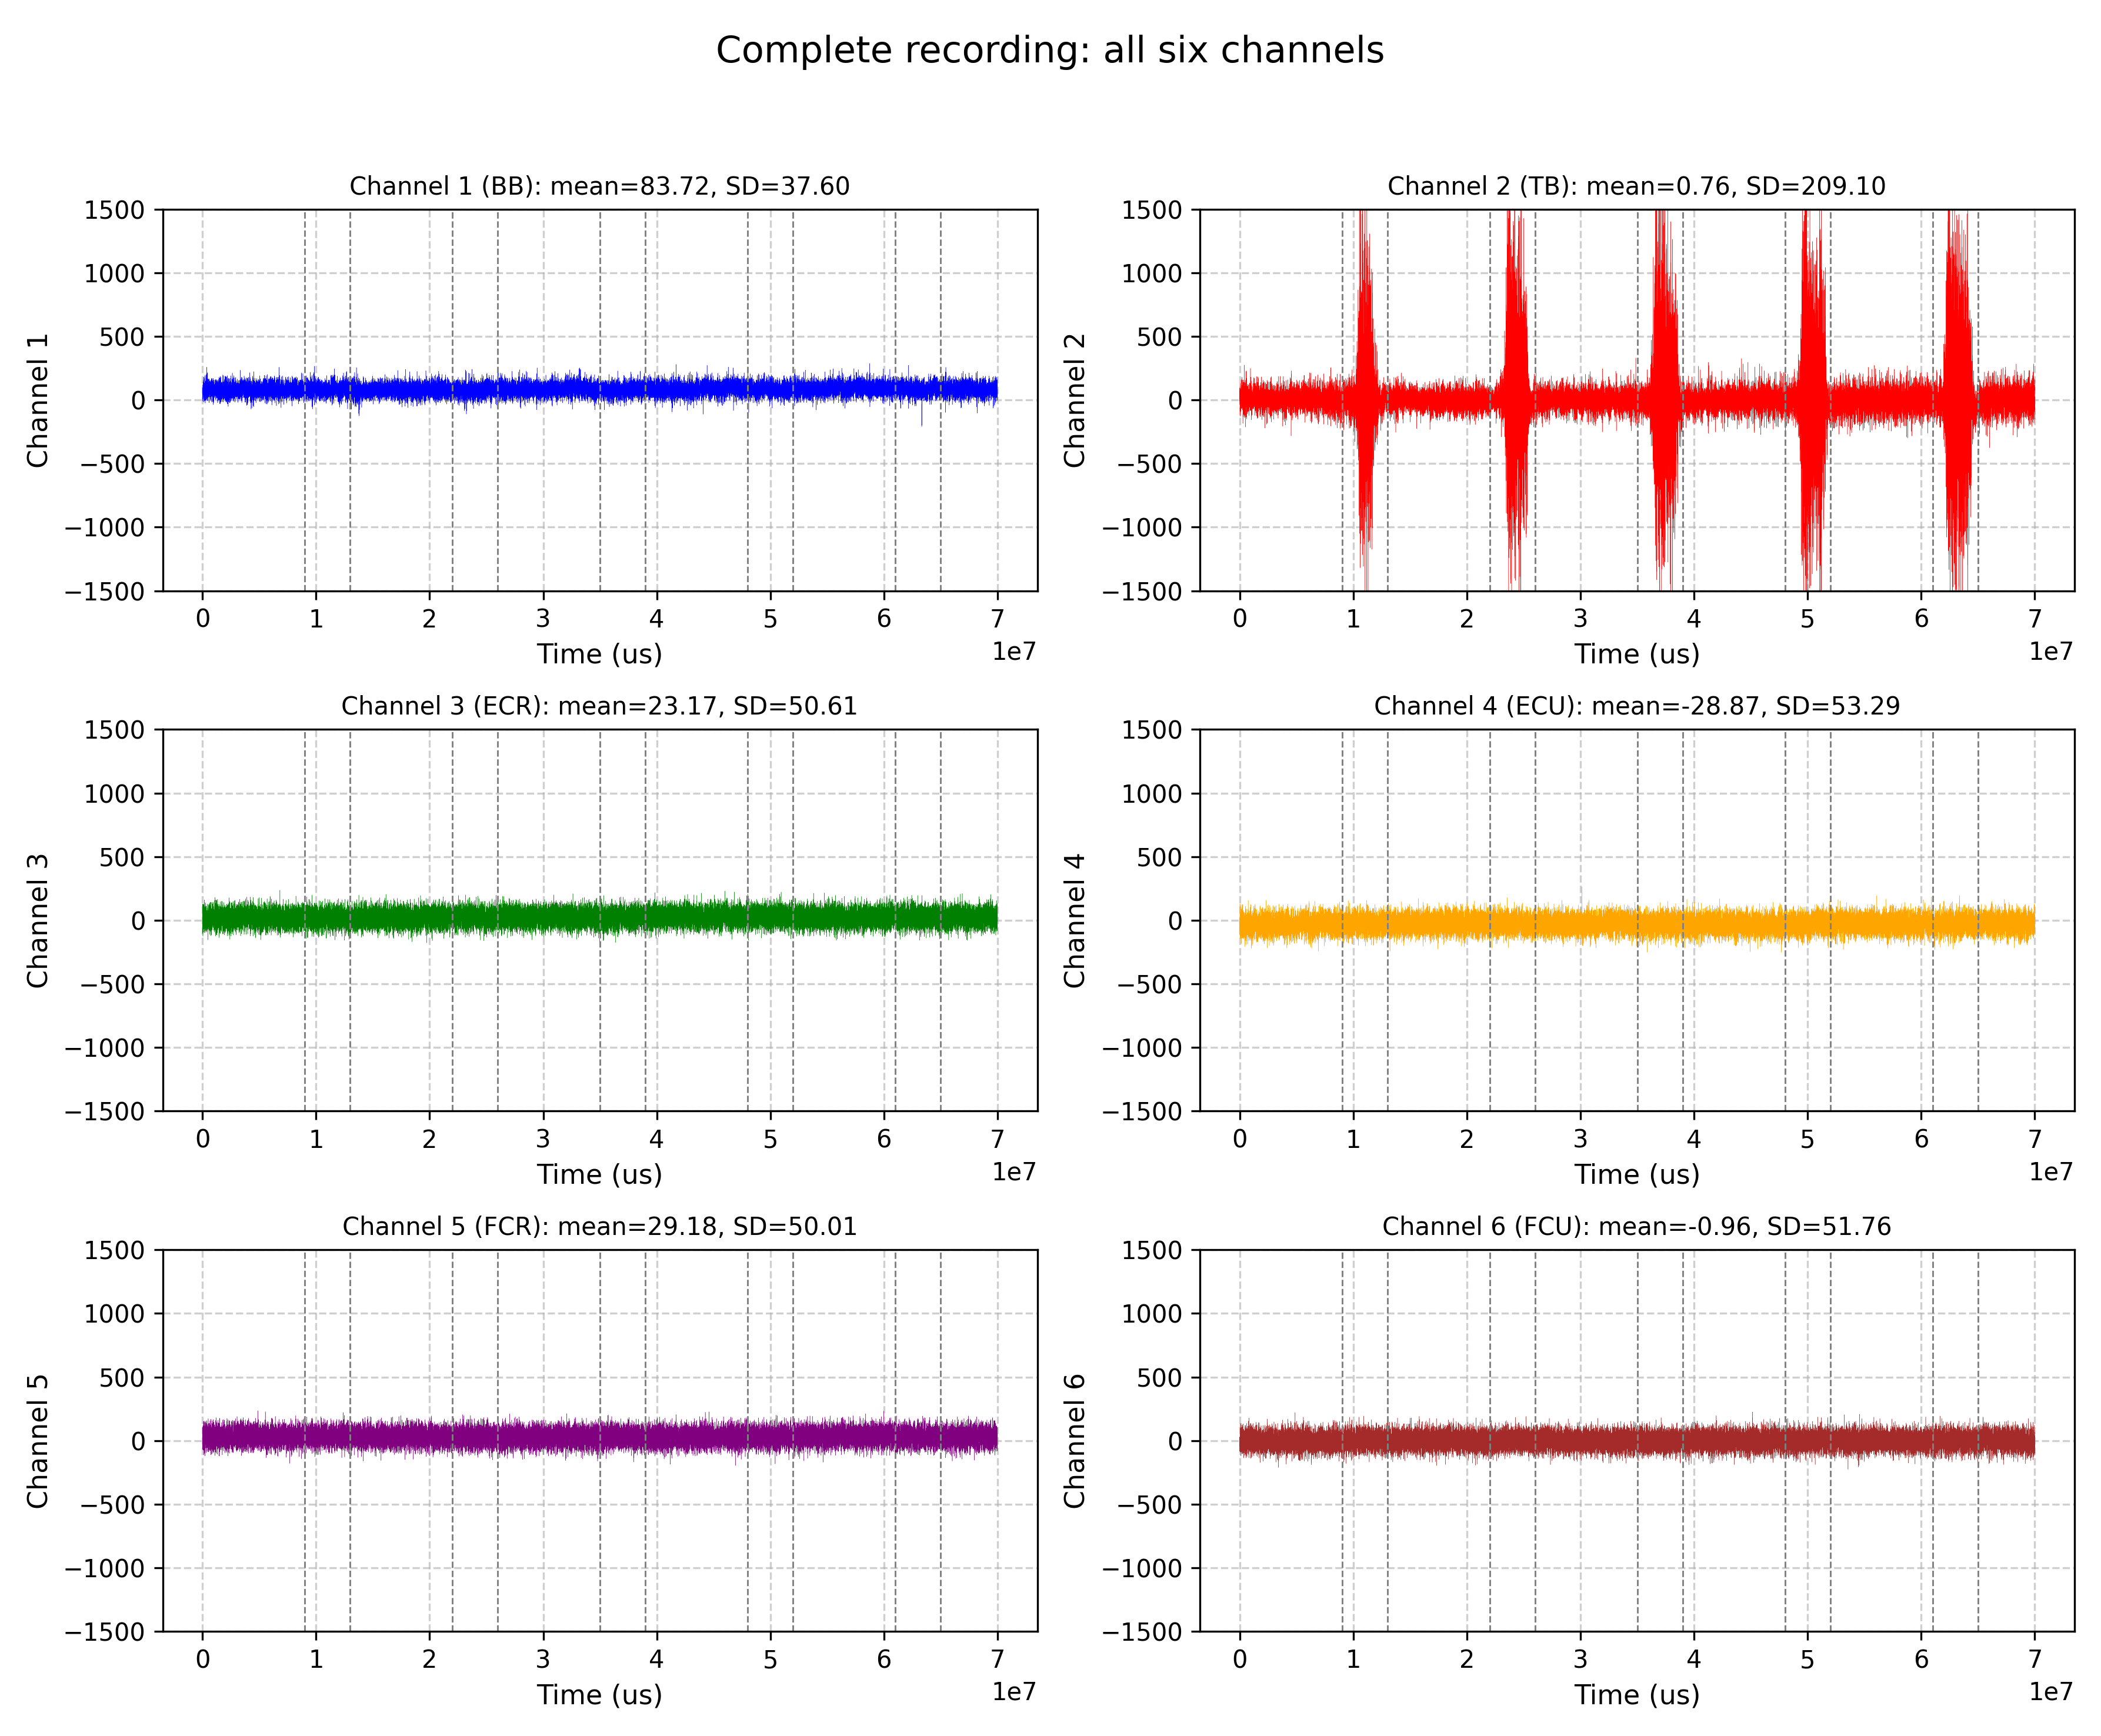 Complete recording: all six channels
Channel 1 (BB): mean=83.72, SD=37.60
1500
1000
500
0
−500
−1000
−1500
Channel 1
0 1 2 3 4 5 6 7
Time (us)
1e7
Channel 2 (TB): mean=0.76, SD=209.10
1500
1000
500
0
−500
−1000
−1500
Channel 2
0 1 2 3 4 5 6 7
Time (us)
1e7
Channel 3 (ECR): mean=23.17, SD=50.61
1500
1000
500
0
−500
−1000
−1500
Channel 3
0 1 2 3 4 5 6 7
Time (us)
1e7
Channel 4 (ECU): mean=-28.87, SD=53.29
1500
1000
500
0
−500
−1000
−1500
Channel 4
0 1 2 3 4 5 6 7
Time (us)
1e7
Channel 5 (FCR): mean=29.18, SD=50.01
1500
1000
500
0
−500
−1000
−1500
Channel 5
0 1 2 3 4 5 6 7
Time (us)
1e7
Channel 6 (FCU): mean=-0.96, SD=51.76
1500
1000
500
0
−500
−1000
−1500
Channel 6
0 1 2 3 4 5 6 7
Time (us)
1e7